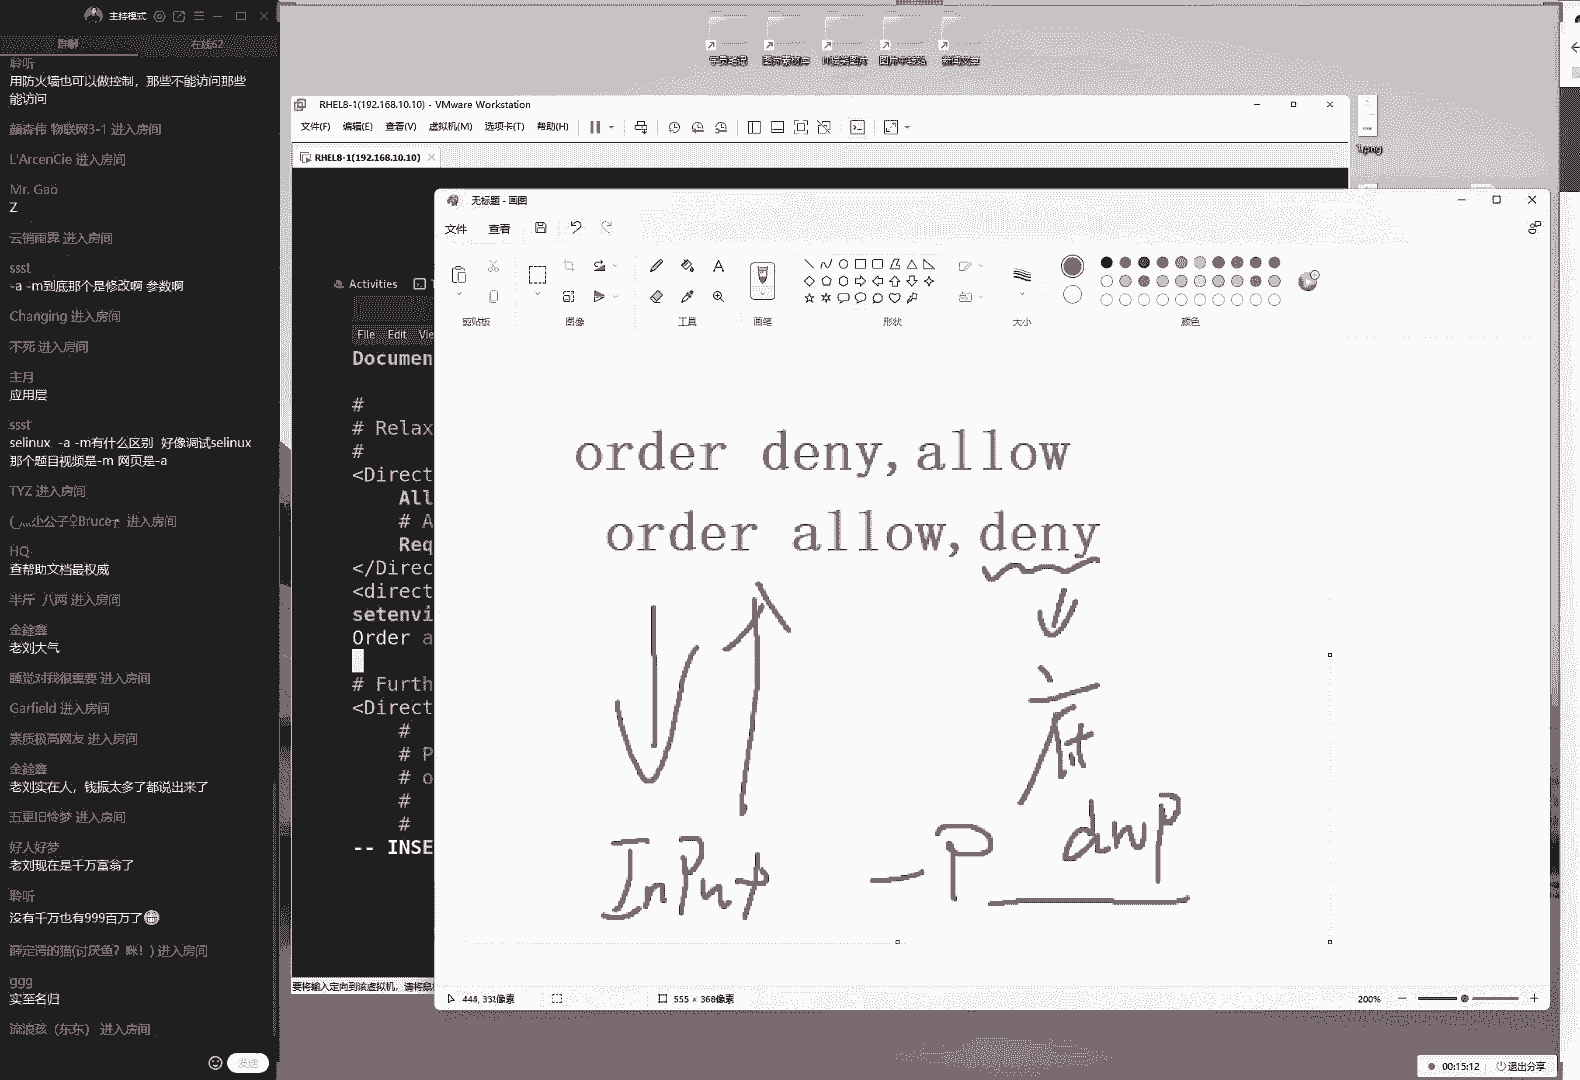 主持模式
群聊
在线62
聆听
用防火墙也可以做控制，那些不能访问那些
能访问
颜森伟 物联网3-1 进入房间
L'ArcenCie 进入房间
Mr. Gao
Z
云销雨霁 进入房间
ssst
-a -m到底那个是修改啊 参数啊
Changing 进入房间
不死 进入房间
主月
应用层
ssst
selinux -a -m有什么区别 好像调试selinux
那个题目视频是-m 网页是-a
TYZ 进入房间
进入房间
HQ
查帮助文档最权威
半斤 八两 进入房间
金鍂鑫
老刘大气
睡觉对我很重要 进入房间
Garfield 进入房间
素质极高网友 进入房间
金鍂鑫
老刘实在人，钱振太多了都说出来了
五更旧怜梦 进入房间
好人好梦
老刘现在是千万富翁了
聆听
没有千万也有999百万了
薛定谔的猫(讨厌鱼? 眯! ) 进入房间
ggg
实至名归
流浪孩（东东） 进入房间
发送
RHEL8-1(192.168.10.10) - VMware Workstation
文件(F) 编辑(E) 查看(V) 虚拟机(M) 选项卡(T) 帮助(H)
RHEL8-1(192.168.10.10)
1.png
Activities
File Edit Vie
Documen
#
# Relax
#
<Direct
All
# A
Req
</Direc
<direct
setenvi
Order a
# Furth
<Direct
#
# P
# o
#
#
-- INSE
要将输入定向到该虚拟机，请将鼠
无标题 - 画图
文件 查看
剪贴板 图像 工具 画笔 形状 大小 颜色
order deny,allow
order allow,deny
InPut -P
448, 331像素
555 × 368像素
200%
00:15:12
退出分享